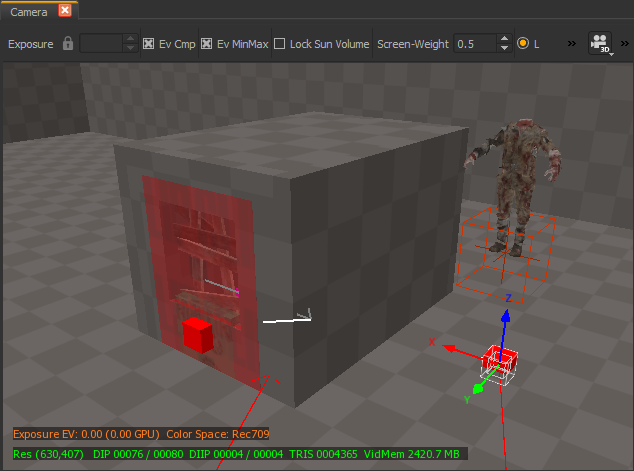 Camera
Exposure Ev Cmp Ev MinMax Lock Sun Volume Screen-Weight 0.5 L » 3D »
Z
X
Y
Exposure EV: 0.00 (0.00 GPU) Color Space: Rec709
Res (630,407) DIP 00076 / 00080 DIIP 00004 / 00004 TRIS 0004365 VidMem 2420.7 MB